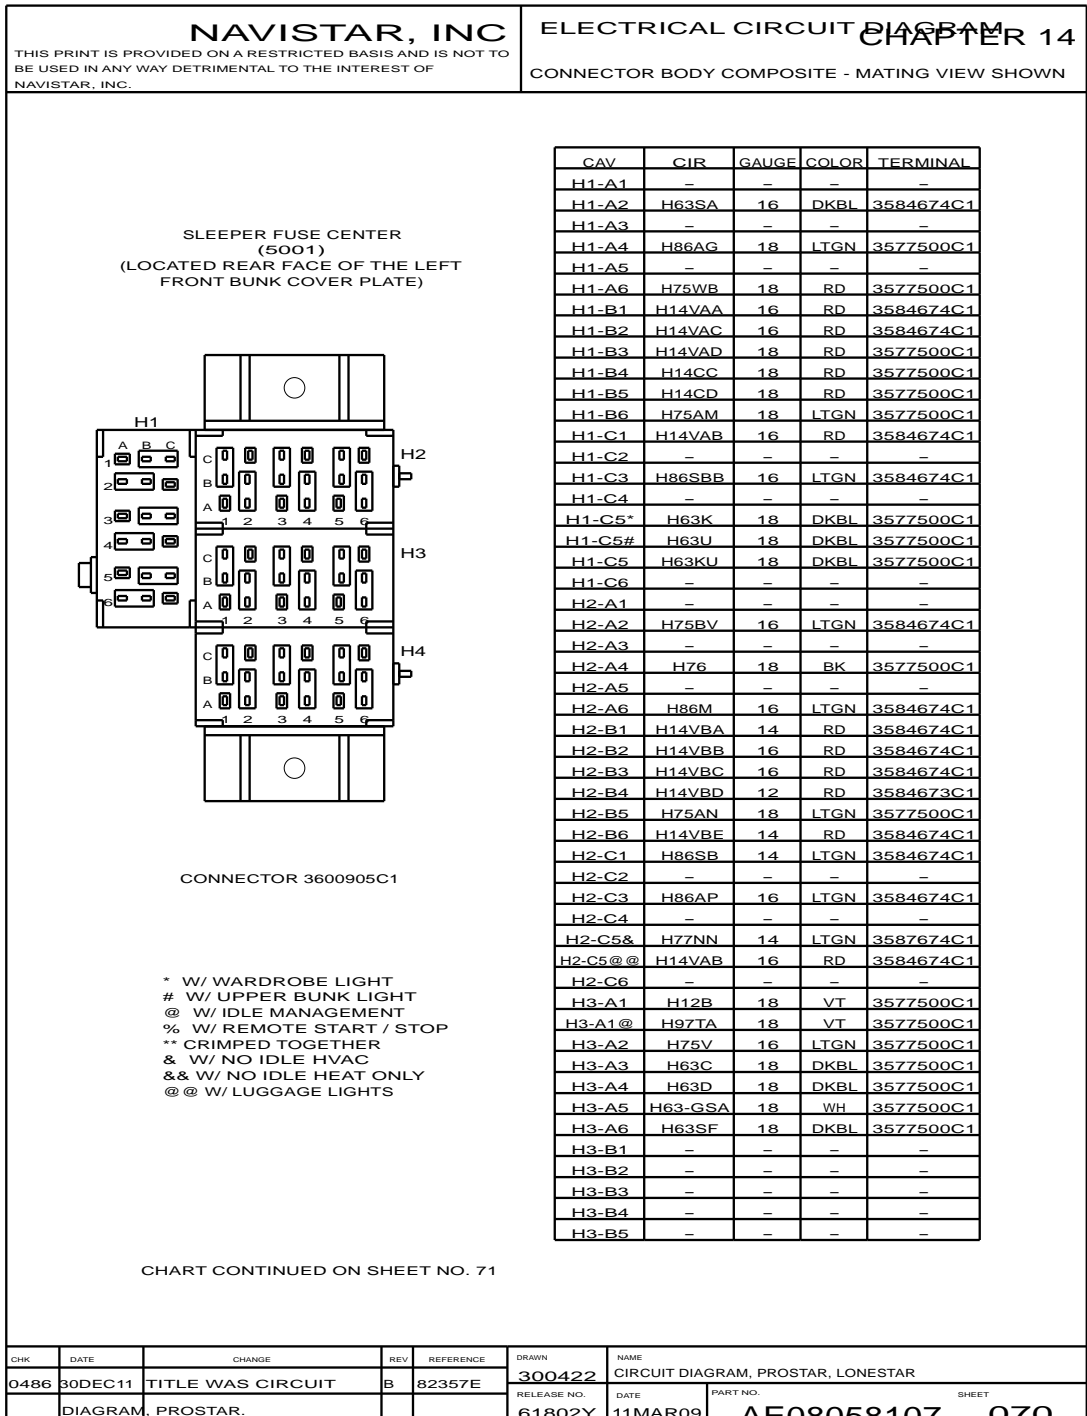 NAVISTAR, INC
THIS PRINT IS PROVIDED ON A RESTRICTED BASIS AND IS NOT TO
BE USED IN ANY WAY DETRIMENTAL TO THE INTEREST OF
NAVISTAR, INC.
ELECTRICAL CIRCUIT DIAGRAM
CHAPTER 14
CONNECTOR BODY COMPOSITE - MATING VIEW SHOWN
SLEEPER FUSE CENTER
(5001)
(LOCATED REAR FACE OF THE LEFT
FRONT BUNK COVER PLATE)
H1
A B C
1
2
3
4
5
6
H2
C
B
A
1 2 3 4 5 6
H3
C
B
A
1 2 3 4 5 6
H4
C
B
A
1 2 3 4 5 6
CONNECTOR 3600905C1
* W/ WARDROBE LIGHT
# W/ UPPER BUNK LIGHT
@ W/ IDLE MANAGEMENT
% W/ REMOTE START / STOP
** CRIMPED TOGETHER
& W/ NO IDLE HVAC
&& W/ NO IDLE HEAT ONLY
@@ W/ LUGGAGE LIGHTS
CHART CONTINUED ON SHEET NO. 71
CAV CIR GAUGE COLOR TERMINAL
H1-A1 – – – –
H1-A2 H63SA 16 DKBL 3584674C1
H1-A3 – – – –
H1-A4 H86AG 18 LTGN 3577500C1
H1-A5 – – – –
H1-A6 H75WB 18 RD 3577500C1
H1-B1 H14VAA 16 RD 3584674C1
H1-B2 H14VAC 16 RD 3584674C1
H1-B3 H14VAD 18 RD 3577500C1
H1-B4 H14CC 18 RD 3577500C1
H1-B5 H14CD 18 RD 3577500C1
H1-B6 H75AM 18 LTGN 3577500C1
H1-C1 H14VAB 16 RD 3584674C1
H1-C2 – – – –
H1-C3 H86SBB 16 LTGN 3584674C1
H1-C4 – – – –
H1-C5* H63K 18 DKBL 3577500C1
H1-C5# H63U 18 DKBL 3577500C1
H1-C5 H63KU 18 DKBL 3577500C1
H1-C6 – – – –
H2-A1 – – – –
H2-A2 H75BV 16 LTGN 3584674C1
H2-A3 – – – –
H2-A4 H76 18 BK 3577500C1
H2-A5 – – – –
H2-A6 H86M 16 LTGN 3584674C1
H2-B1 H14VBA 14 RD 3584674C1
H2-B2 H14VBB 16 RD 3584674C1
H2-B3 H14VBC 16 RD 3584674C1
H2-B4 H14VBD 12 RD 3584673C1
H2-B5 H75AN 18 LTGN 3577500C1
H2-B6 H14VBE 14 RD 3584674C1
H2-C1 H86SB 14 LTGN 3584674C1
H2-C2 – – – –
H2-C3 H86AP 16 LTGN 3584674C1
H2-C4 – – – –
H2-C5& H77NN 14 LTGN 3587674C1
H2-C5@@ H14VAB 16 RD 3584674C1
H2-C6 – – – –
H3-A1 H12B 18 VT 3577500C1
H3-A1@ H97TA 18 VT 3577500C1
H3-A2 H75V 16 LTGN 3577500C1
H3-A3 H63C 18 DKBL 3577500C1
H3-A4 H63D 18 DKBL 3577500C1
H3-A5 H63-GSA 18 WH 3577500C1
H3-A6 H63SF 18 DKBL 3577500C1
H3-B1 – – – –
H3-B2 – – – –
H3-B3 – – – –
H3-B4 – – – –
H3-B5 – – – –
CHK DATE CHANGE REV REFERENCE
0486 30DEC11 TITLE WAS CIRCUIT B 82357E
DIAGRAM, PROSTAR,
DRAWN
300422
NAME
CIRCUIT DIAGRAM, PROSTAR, LONESTAR
RELEASE NO.
61802Y
DATE
11MAR09
PART NO.
AE08058107
SHEET
070